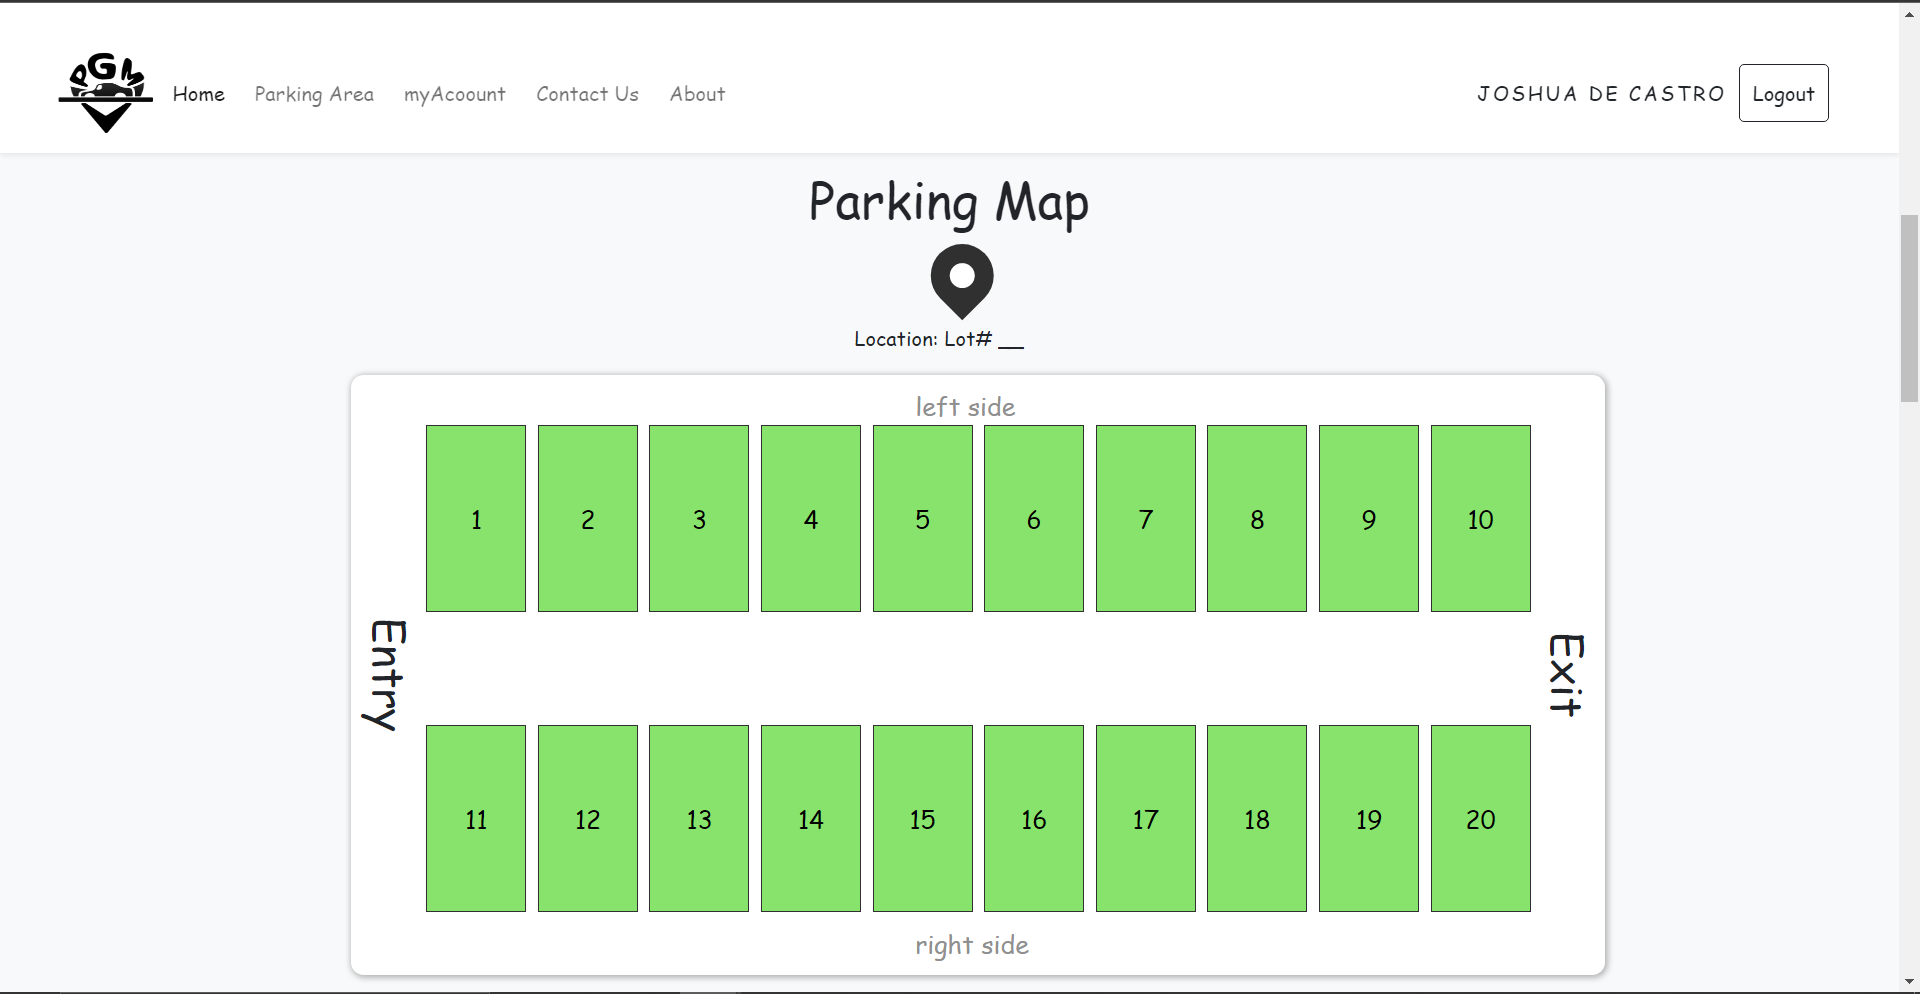 PGM
Home Parking Area myAcoount Contact Us About JOSHUA DE CASTRO Logout
Parking Map
Location: Lot# __
left side
1 2 3 4 5 6 7 8 9 10
Entry
Exit
11 12 13 14 15 16 17 18 19 20
right side